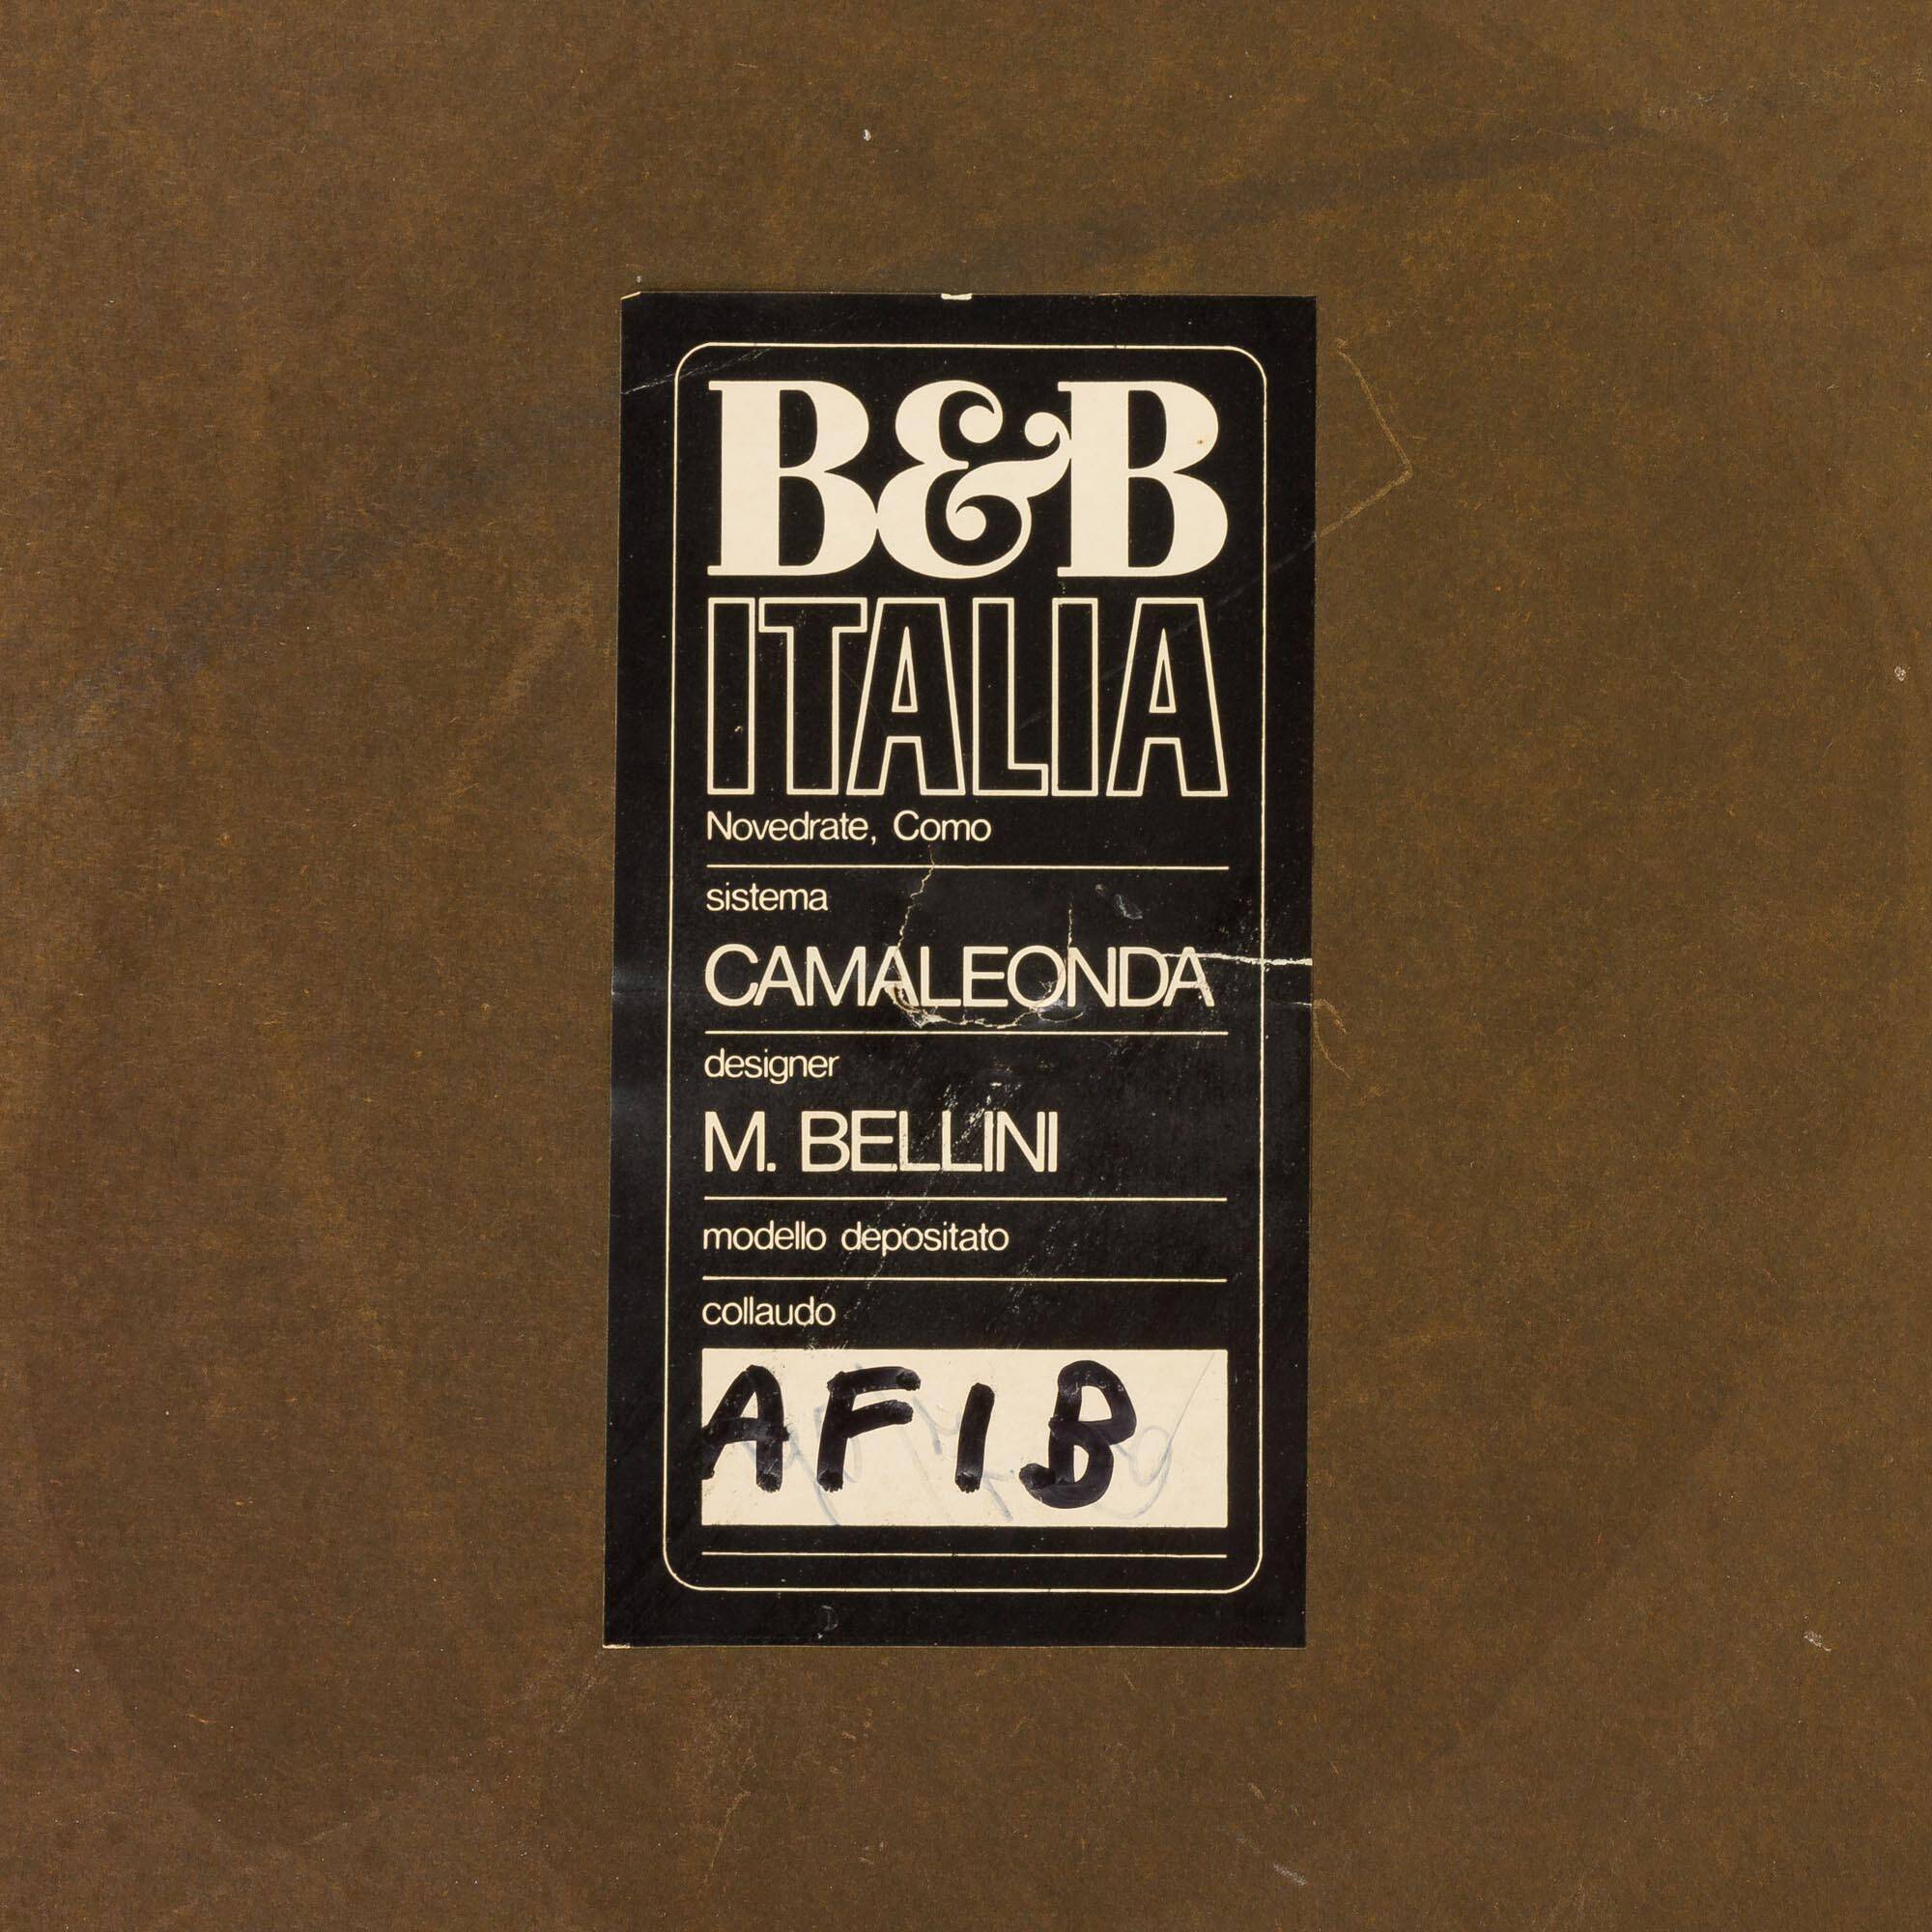 B&B
ITALIA
Novedrate, Como
sistema
CAMALEONDA
designer
M. BELLINI
modello depositato
collaudo
AFIB